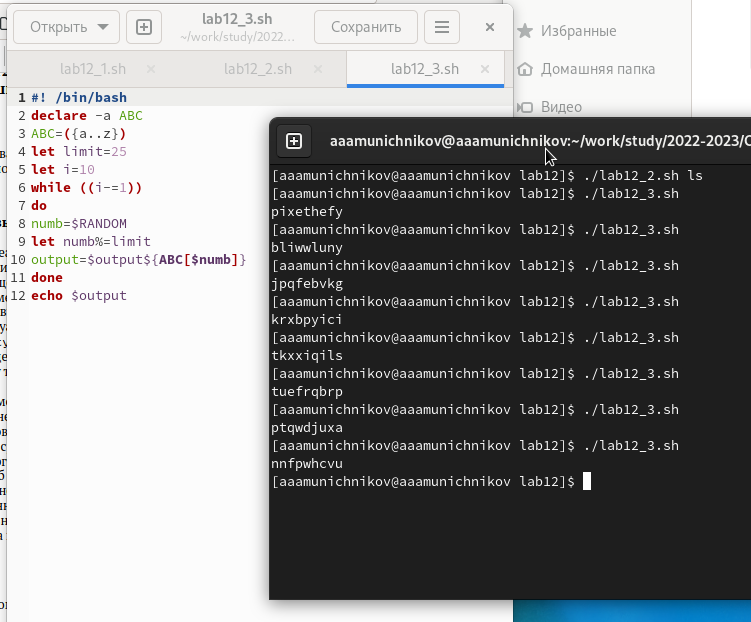 Открыть
lab12_3.sh
~/work/study/2022…
Сохранить
lab12_1.sh
lab12_2.sh
lab12_3.sh
1 #! /bin/bash
2 declare -a ABC
3 ABC=({a..z})
4 let limit=25
5 let i=10
6 while ((i-=1))
7 do
8 numb=$RANDOM
9 let numb%=limit
10 output=$output${ABC[$numb]}
11 done
12 echo $output
Избранные
Домашняя папка
Видео
aaamunichnikov@aaamunichnikov:~/work/study/2022-2023/
[aaamunichnikov@aaamunichnikov lab12]$ ./lab12_2.sh ls
[aaamunichnikov@aaamunichnikov lab12]$ ./lab12_3.sh
pixethefy
[aaamunichnikov@aaamunichnikov lab12]$ ./lab12_3.sh
bliwwluny
[aaamunichnikov@aaamunichnikov lab12]$ ./lab12_3.sh
jpqfebvkg
[aaamunichnikov@aaamunichnikov lab12]$ ./lab12_3.sh
krxbpyici
[aaamunichnikov@aaamunichnikov lab12]$ ./lab12_3.sh
tkxxiqils
[aaamunichnikov@aaamunichnikov lab12]$ ./lab12_3.sh
tuefrqbrp
[aaamunichnikov@aaamunichnikov lab12]$ ./lab12_3.sh
ptqwdjuxa
[aaamunichnikov@aaamunichnikov lab12]$ ./lab12_3.sh
nnfpwhcvu
[aaamunichnikov@aaamunichnikov lab12]$